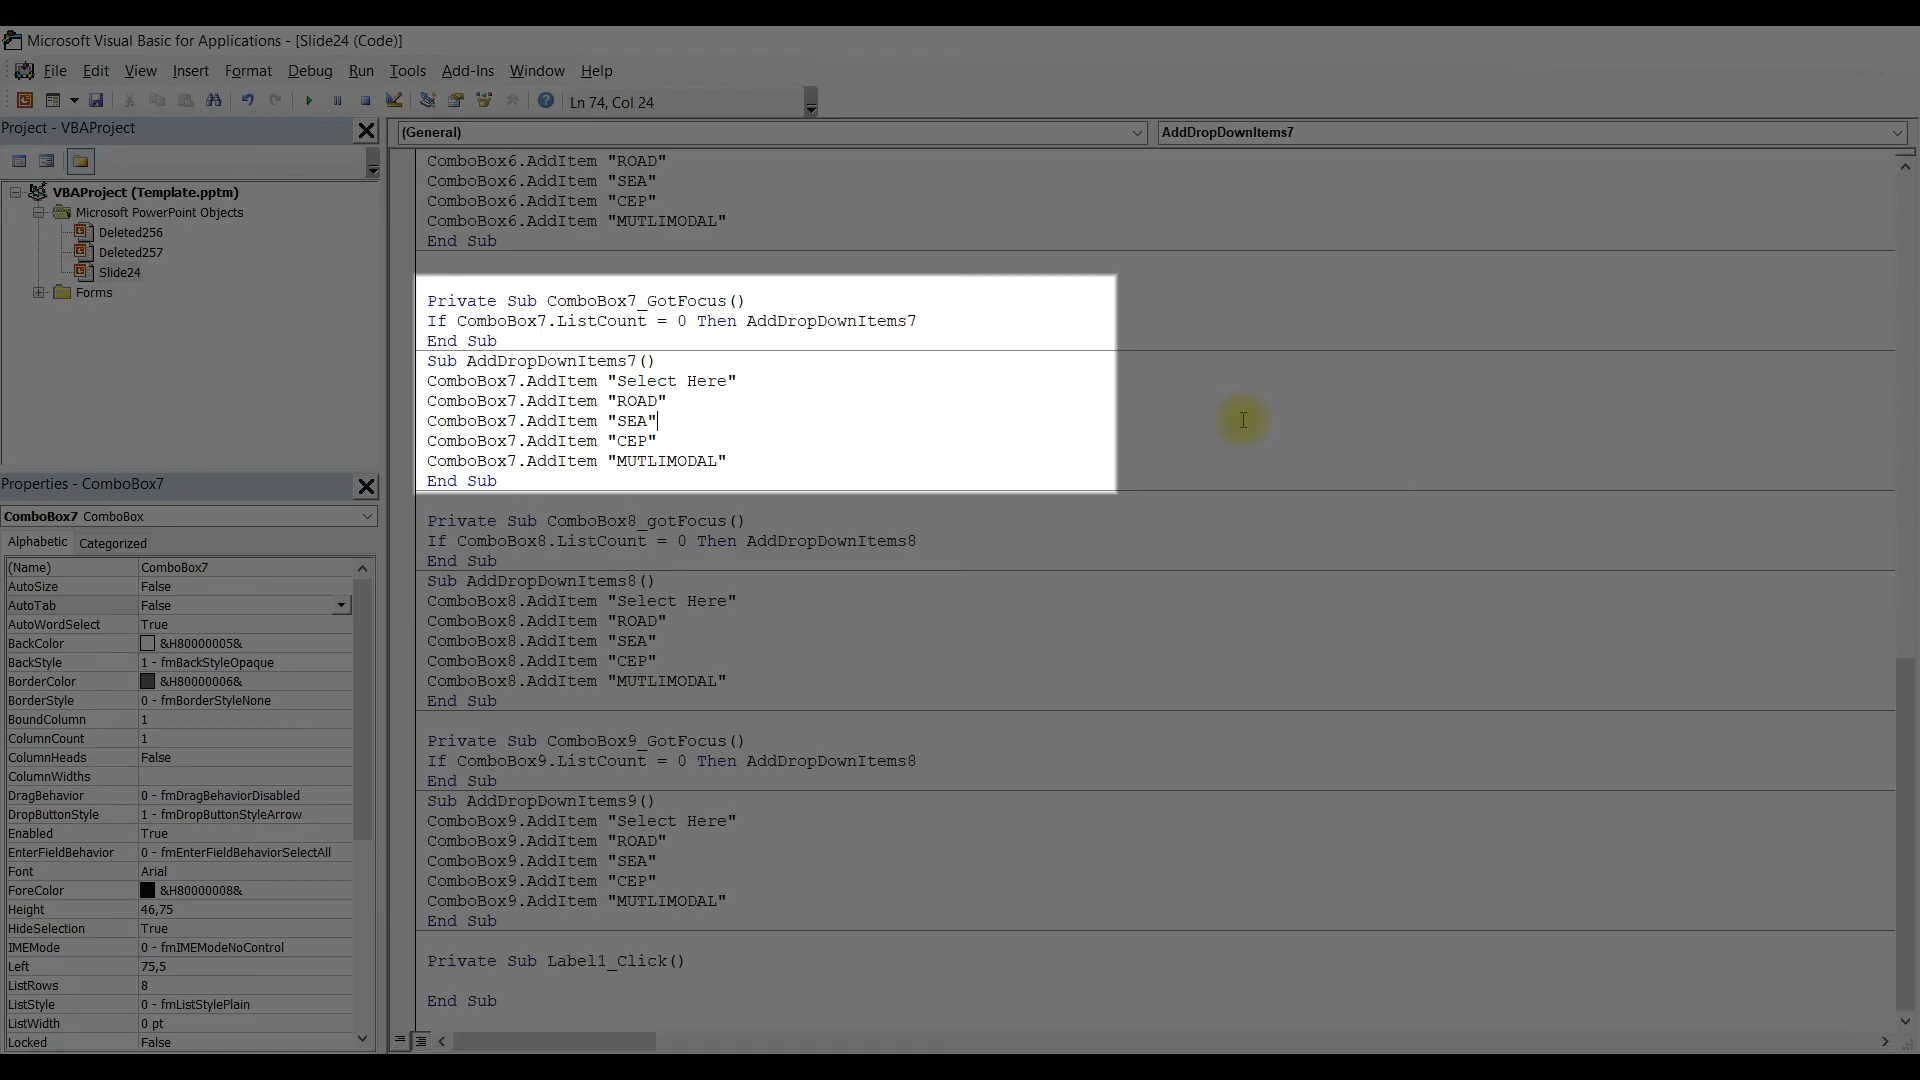 Microsoft Visual Basic for Applications - [Slide24 (Code)]
File Edit View Insert Format Debug Run Tools Add-Ins Window Help
Ln 74, Col 24
Project - VBAProject
VBAProject (Template.pptm)
Microsoft PowerPoint Objects
Deleted256
Deleted257
Slide24
Forms
Properties - ComboBox7
ComboBox7 ComboBox
Alphabetic Categorized
(Name) ComboBox7
AutoSize False
AutoTab False
AutoWordSelect True
BackColor &H80000005&
BackStyle 1 - fmBackStyleOpaque
BorderColor &H80000006&
BorderStyle 0 - fmBorderStyleNone
BoundColumn 1
ColumnCount 1
ColumnHeads False
ColumnWidths
DragBehavior 0 - fmDragBehaviorDisabled
DropButtonStyle 1 - fmDropButtonStyleArrow
Enabled True
EnterFieldBehavior 0 - fmEnterFieldBehaviorSelectAll
Font Arial
ForeColor &H80000008&
Height 46,75
HideSelection True
IMEMode 0 - fmIMEModeNoControl
Left 75,5
ListRows 8
ListStyle 0 - fmListStylePlain
ListWidth 0 pt
Locked False
(General) AddDropDownItems7
ComboBox6.AddItem "ROAD"
ComboBox6.AddItem "SEA"
ComboBox6.AddItem "CEP"
ComboBox6.AddItem "MUTLIMODAL"
End Sub
Private Sub ComboBox7_GotFocus()
If ComboBox7.ListCount = 0 Then AddDropDownItems7
End Sub
Sub AddDropDownItems7()
ComboBox7.AddItem "Select Here"
ComboBox7.AddItem "ROAD"
ComboBox7.AddItem "SEA"
ComboBox7.AddItem "CEP"
ComboBox7.AddItem "MUTLIMODAL"
End Sub
Private Sub ComboBox8_gotFocus()
If ComboBox8.ListCount = 0 Then AddDropDownItems8
End Sub
Sub AddDropDownItems8()
ComboBox8.AddItem "Select Here"
ComboBox8.AddItem "ROAD"
ComboBox8.AddItem "SEA"
ComboBox8.AddItem "CEP"
ComboBox8.AddItem "MUTLIMODAL"
End Sub
Private Sub ComboBox9_GotFocus()
If ComboBox9.ListCount = 0 Then AddDropDownItems8
End Sub
Sub AddDropDownItems9()
ComboBox9.AddItem "Select Here"
ComboBox9.AddItem "ROAD"
ComboBox9.AddItem "SEA"
ComboBox9.AddItem "CEP"
ComboBox9.AddItem "MUTLIMODAL"
End Sub
Private Sub Label1_Click()
End Sub